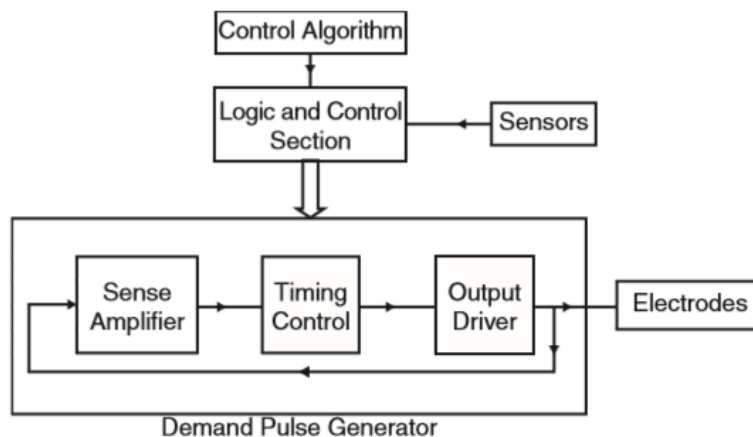 Control Algorithm
Logic and Control
Section
Sensors
Sense
Amplifier
Timing
Control
Output
Driver
Electrodes
Demand Pulse Generator